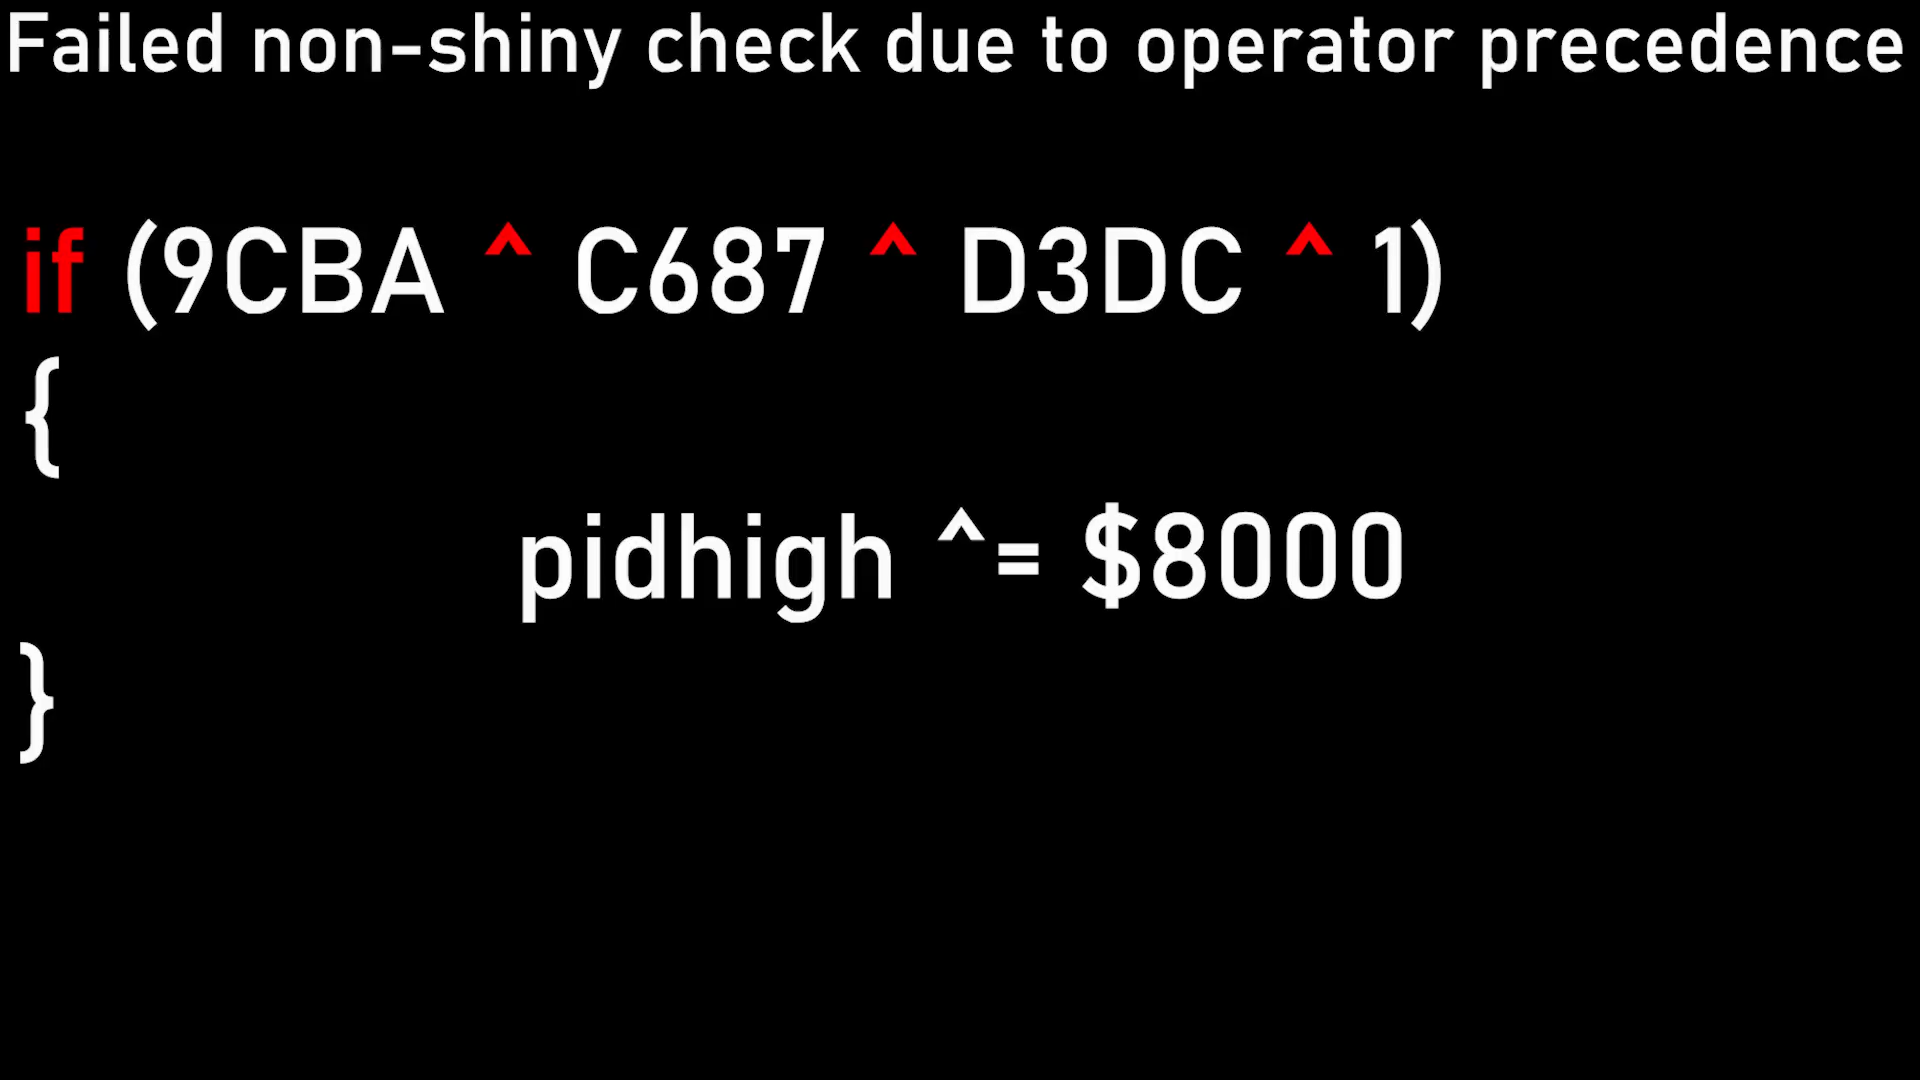 Failed non-shiny check due to operator precedence
if (9CBA ^ C687 ^ D3DC ^ 1)
{
pidhigh ^= $8000
}